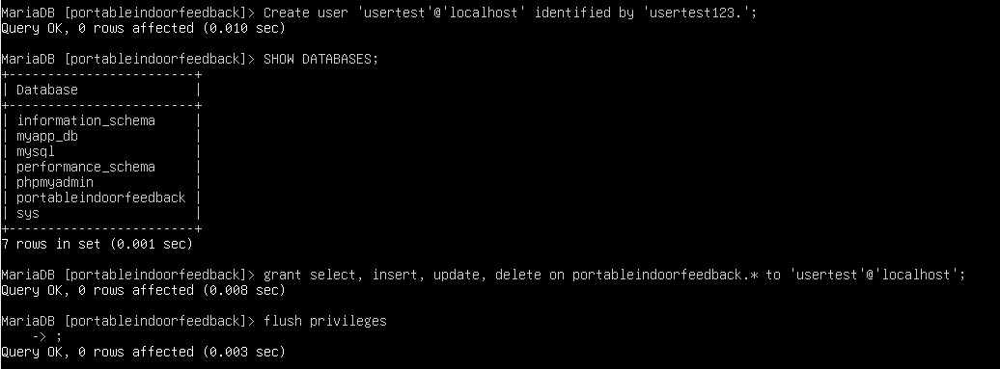 MariaDB [portableindoorfeedback]> Create user 'usertest'@'localhost' identified by 'usertest123.';
Query OK, 0 rows affected (0.010 sec)
MariaDB [portableindoorfeedback]> SHOW DATABASES;
+------------------------+
| Database               |
+------------------------+
| information_schema     |
| myapp_db               |
| mysql                  |
| performance_schema     |
| phpmyadmin             |
| portableindoorfeedback |
| sys                    |
+------------------------+
7 rows in set (0.001 sec)
MariaDB [portableindoorfeedback]> grant select, insert, update, delete on portableindoorfeedback.* to 'usertest'@'localhost';
Query OK, 0 rows affected (0.008 sec)
MariaDB [portableindoorfeedback]> flush privileges
    -> ;
Query OK, 0 rows affected (0.003 sec)